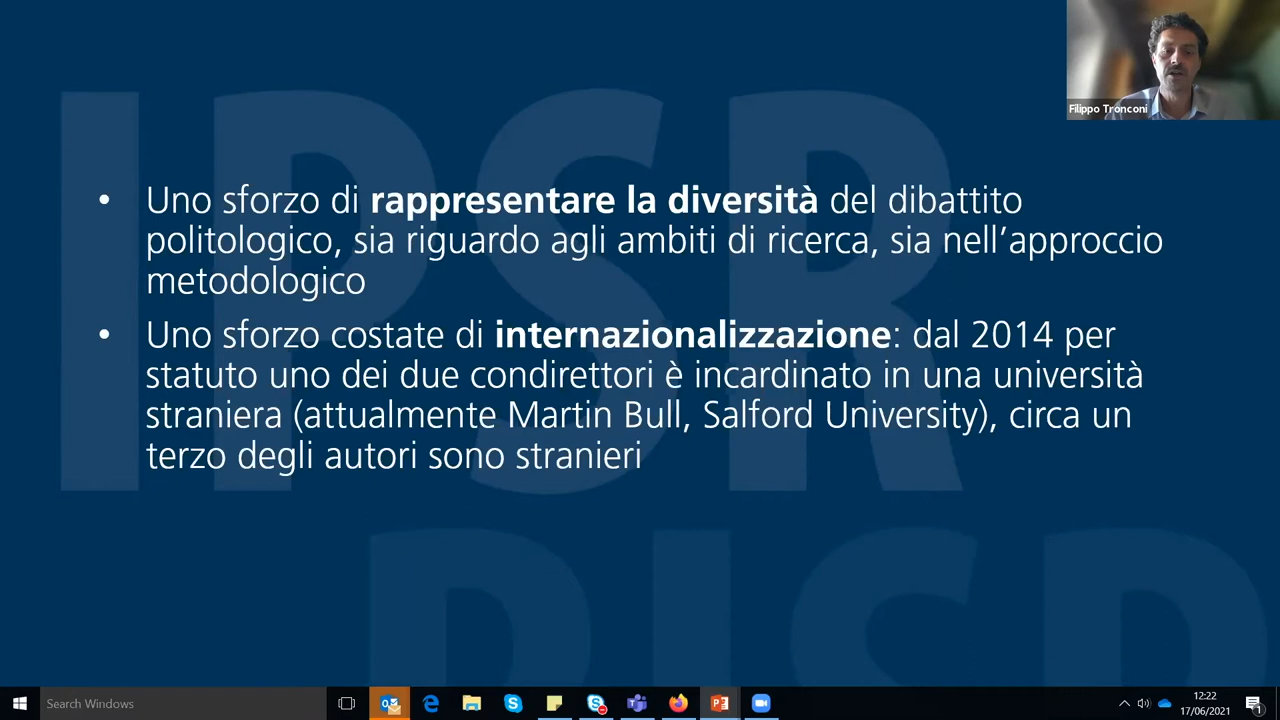 IPSR
RISP
Filippo Tronconi
• Uno sforzo di rappresentare la diversità del dibattito
politologico, sia riguardo agli ambiti di ricerca, sia nell’approccio
metodologico
• Uno sforzo costate di internazionalizzazione: dal 2014 per
statuto uno dei due condirettori è incardinato in una università
straniera (attualmente Martin Bull, Salford University), circa un
terzo degli autori sono stranieri
Search Windows
12:22
17/06/2021
1